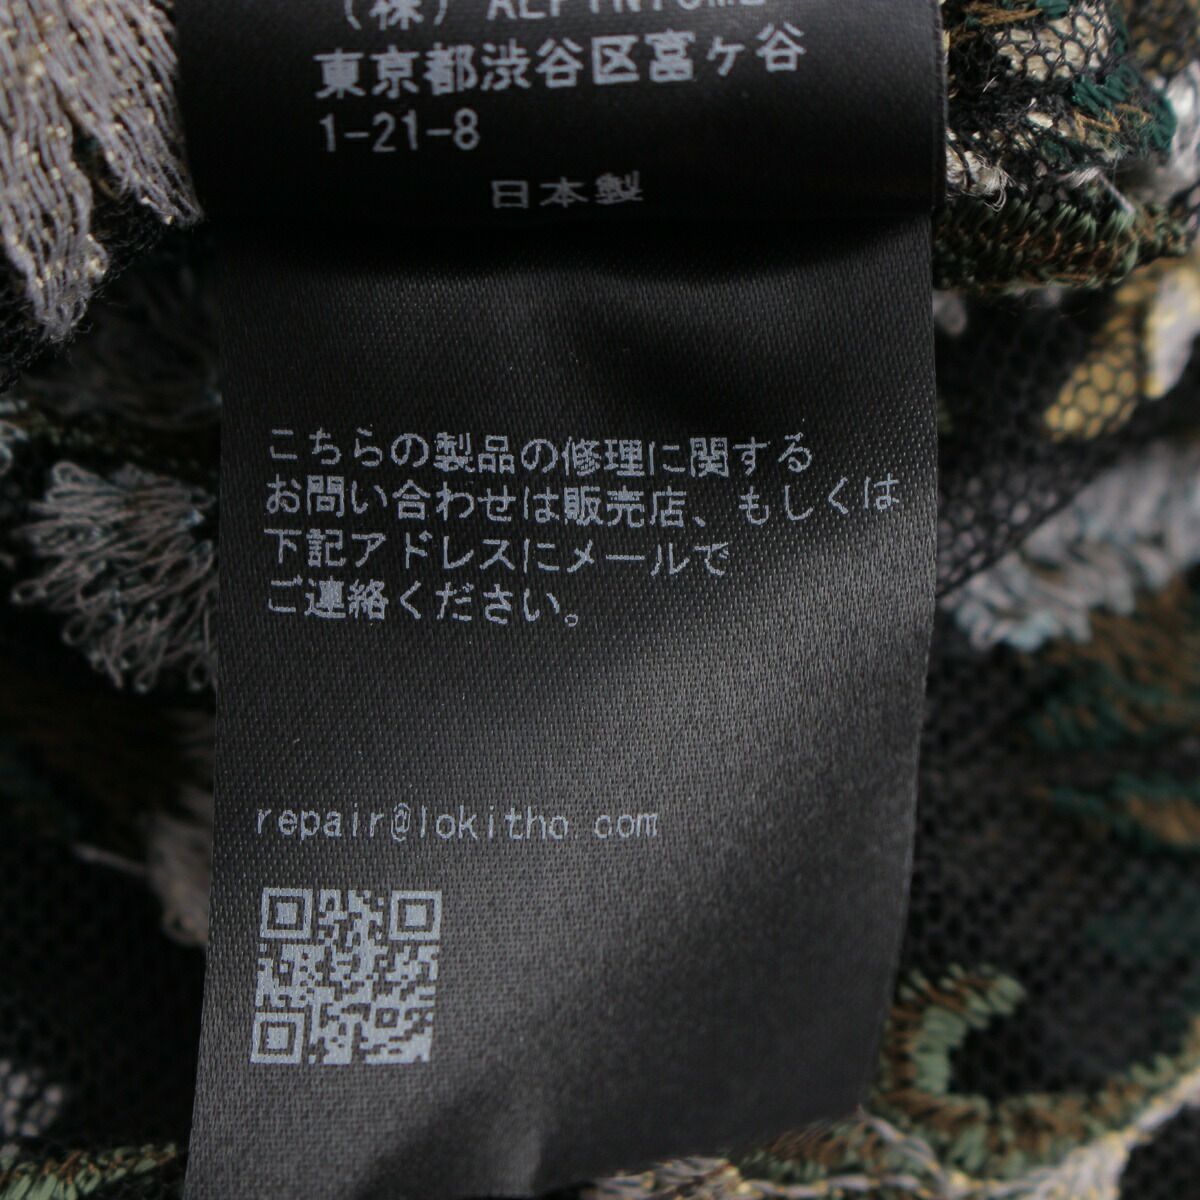 (株)
東京都渋谷区富ヶ谷
1-21-8
日本製
こちらの製品の修理に関する
お問い合わせは販売店、もしくは
下記アドレスにメールで
ご連絡ください。
repair@lokitho.com